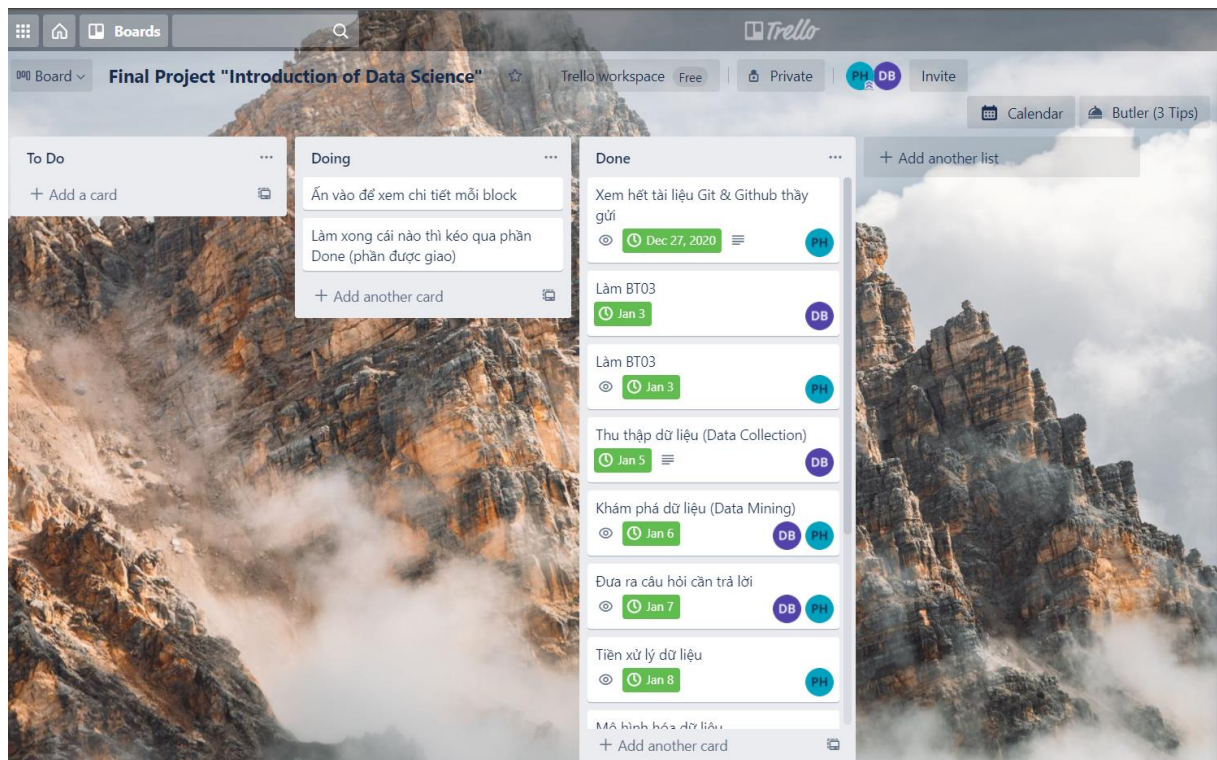 Boards
Trello
Board
Final Project "Introduction of Data Science"
Trello workspace Free
Private
PH DB
Invite
Calendar
Butler (3 Tips)
To Do
+ Add a card
Doing
Ấn vào để xem chi tiết mỗi block
Làm xong cái nào thì kéo qua phần
Done (phần được giao)
+ Add another card
Done
Xem hết tài liệu Git & Github thầy
gửi
Dec 27, 2020
PH
Làm BT03
Jan 3
DB
Làm BT03
Jan 3
PH
Thu thập dữ liệu (Data Collection)
Jan 5
DB
Khám phá dữ liệu (Data Mining)
Jan 6
DB PH
Đưa ra câu hỏi cần trả lời
Jan 7
DB PH
Tiền xử lý dữ liệu
Jan 8
PH
Mô hình hóa dữ liệu
+ Add another card
+ Add another list